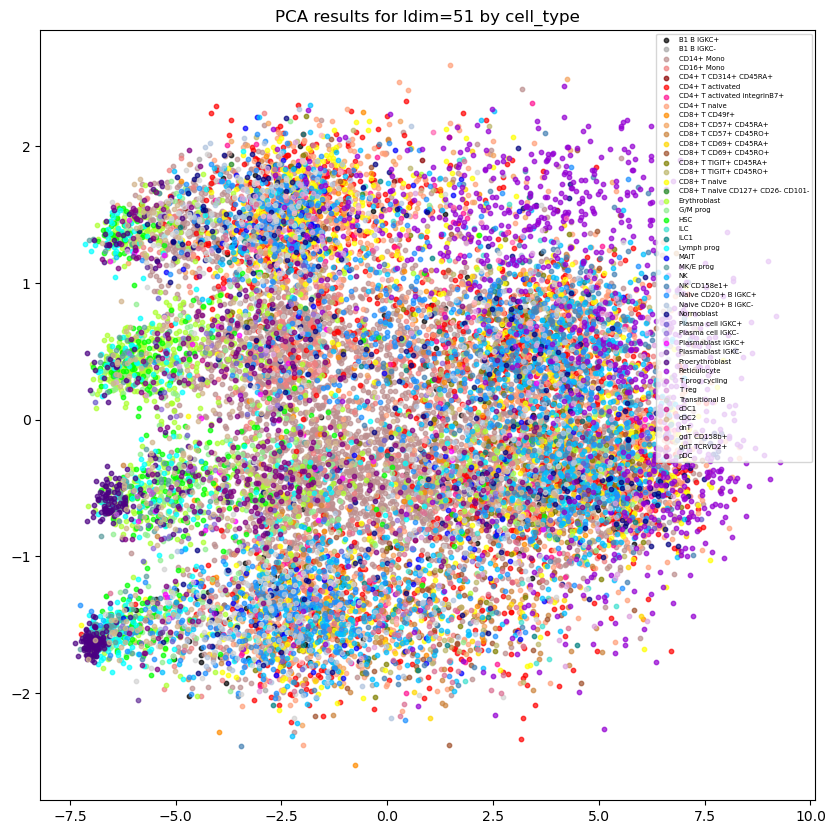 PCA results for ldim=51 by cell_type
B1 B IGKC+
B1 B IGKC-
CD14+ Mono
CD16+ Mono
CD4+ T CD314+ CD45RA+
CD4+ T activated
CD4+ T activated integrinB7+
CD4+ T naive
CD8+ T CD49f+
CD8+ T CD57+ CD45RA+
CD8+ T CD57+ CD45RO+
CD8+ T CD69+ CD45RA+
CD8+ T CD69+ CD45RO+
CD8+ T TIGIT+ CD45RA+
CD8+ T TIGIT+ CD45RO+
CD8+ T naive
CD8+ T naive CD127+ CD26- CD101-
Erythroblast
G/M prog
HSC
ILC
ILC1
Lymph prog
MAIT
MK/E prog
NK
NK CD158e1+
Naive CD20+ B IGKC+
Naive CD20+ B IGKC-
Normoblast
Plasma cell IGKC+
Plasma cell IGKC-
Plasmablast IGKC+
Plasmablast IGKC-
Proerythroblast
Reticulocyte
T prog cycling
T reg
Transitional B
cDC1
cDC2
dnT
gdT CD158b+
gdT TCRVD2+
pDC
2
1
0
−1
−2
−7.5
−5.0
−2.5
0.0
2.5
5.0
7.5
10.0